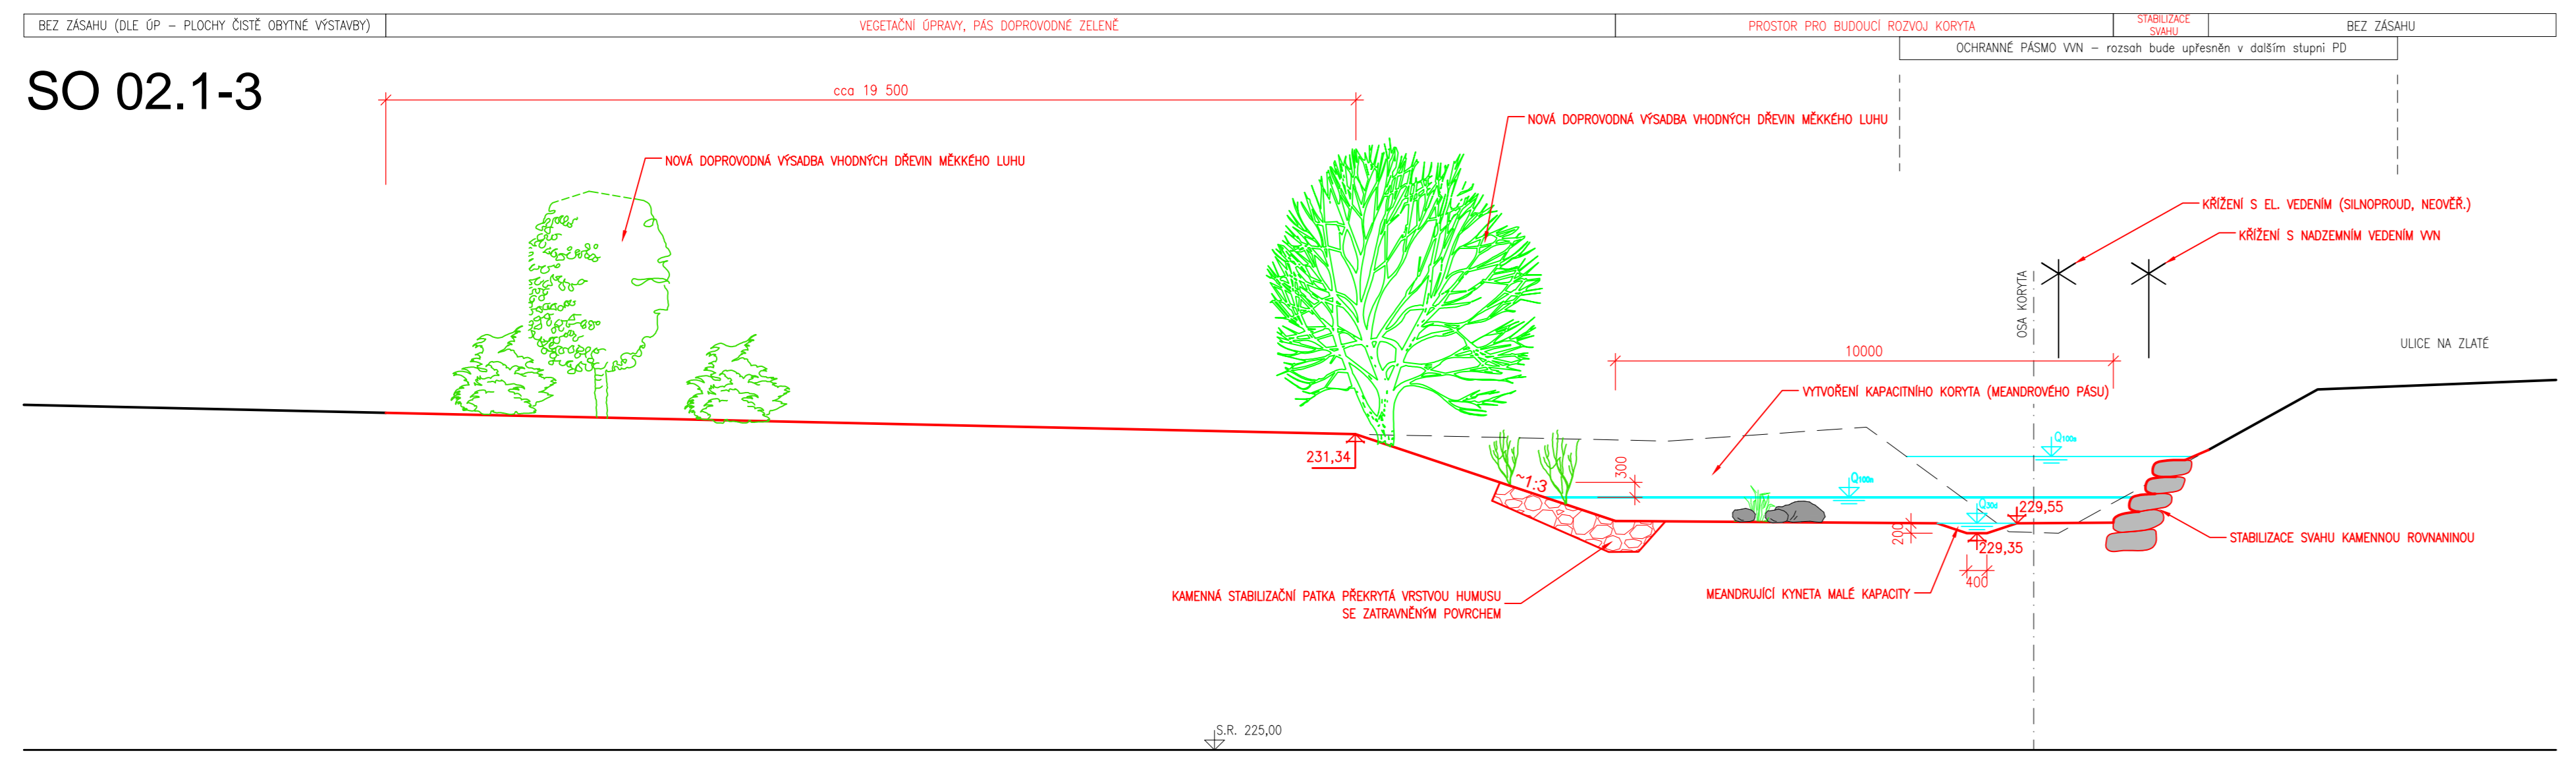 BEZ ZÁSAHU (DLE ÚP – PLOCHY ČISTĚ OBYTNÉ VÝSTAVBY)
VEGETAČNÍ ÚPRAVY, PÁS DOPROVODNÉ ZELENĚ
PROSTOR PRO BUDOUCÍ ROZVOJ KORYTA
STABILIZACE
SVAHU
BEZ ZÁSAHU
OCHRANNÉ PÁSMO VVN – rozsah bude upřesněn v dalším stupni PD
SO 02.1-3
cca 19 500
NOVÁ DOPROVODNÁ VÝSADBA VHODNÝCH DŘEVIN MĚKKÉHO LUHU
NOVÁ DOPROVODNÁ VÝSADBA VHODNÝCH DŘEVIN MĚKKÉHO LUHU
KŘÍŽENÍ S EL. VEDENÍM (SILNOPROUD, NEOVĚŘ.)
KŘÍŽENÍ S NADZEMNÍM VEDENÍM VVN
OSA KORYTA
ULICE NA ZLATÉ
10000
VYTVOŘENÍ KAPACITNÍHO KORYTA (MEANDROVÉHO PÁSU)
Q100a
231,34
300
~1:3
Q100n
Q30d
229,55
200
229,35
400
STABILIZACE SVAHU KAMENNOU ROVNANINOU
KAMENNÁ STABILIZAČNÍ PATKA PŘEKRYTÁ VRSTVOU HUMUSU
SE ZATRAVNĚNÝM POVRCHEM
MEANDRUJÍCÍ KYNETA MALÉ KAPACITY
S.R. 225,00